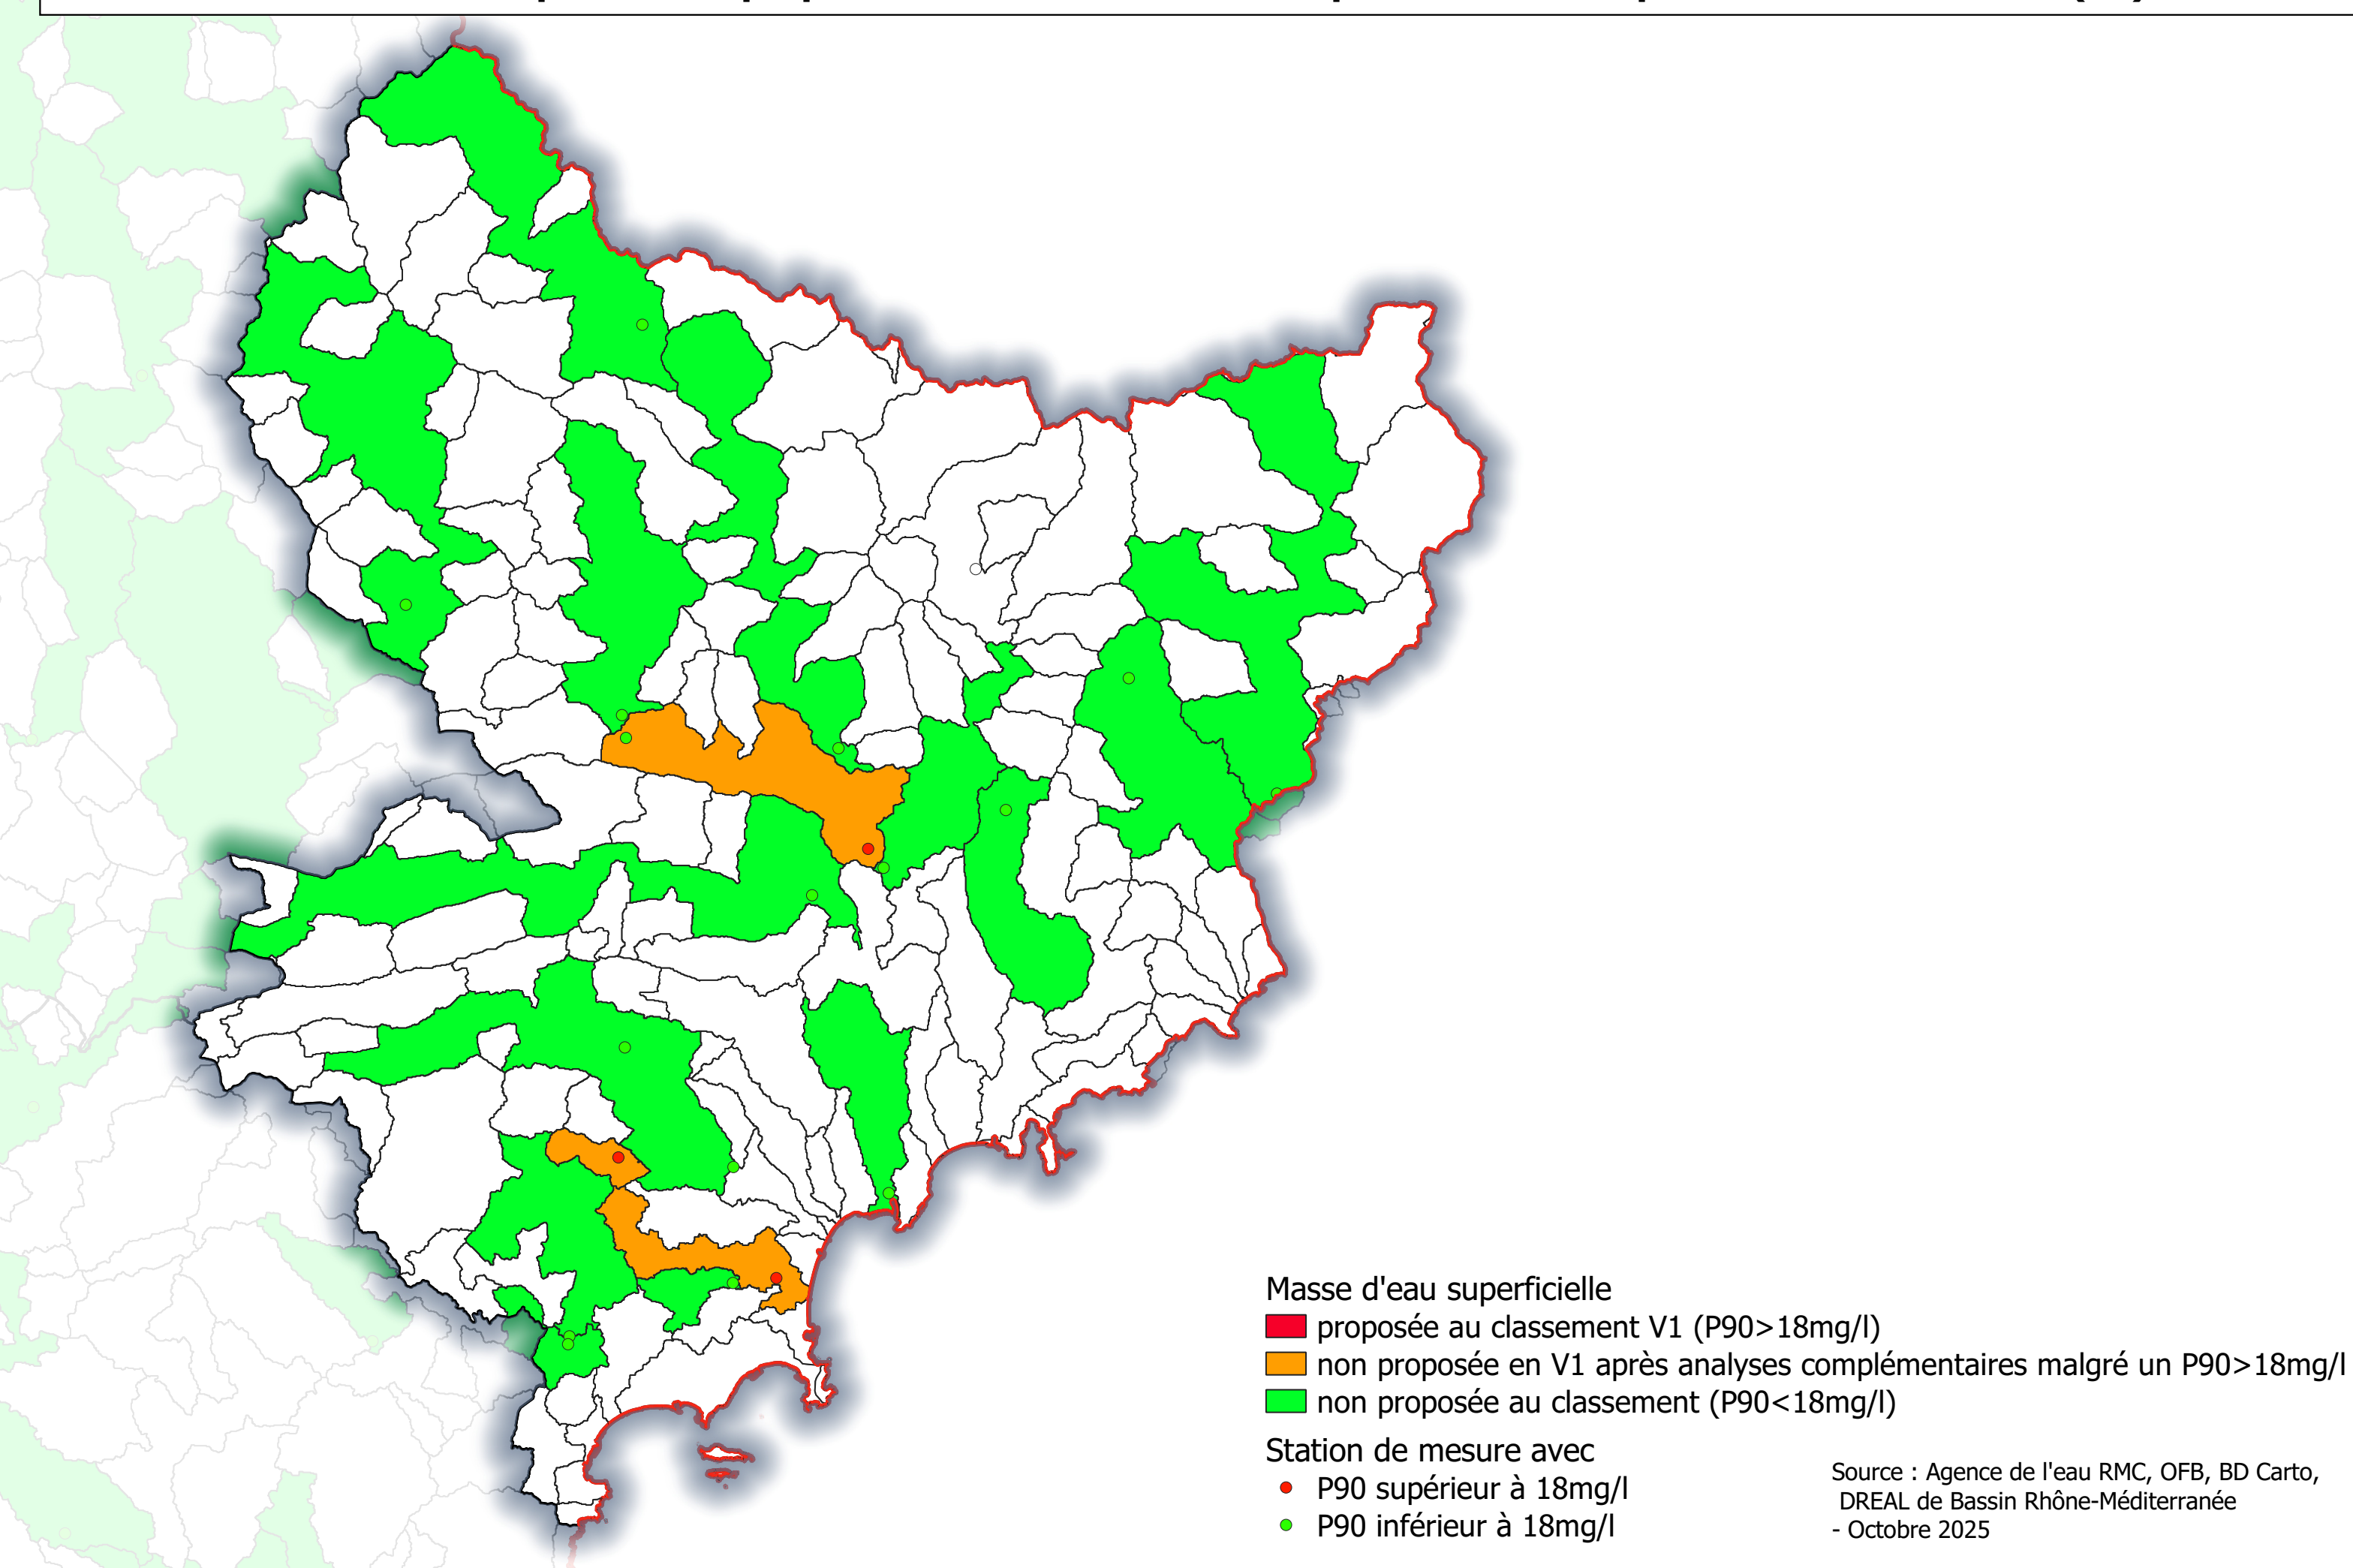 Masse d'eau superficielle
proposée au classement V1 (P90>18mg/l)
non proposée en V1 après analyses complémentaires malgré un P90>18mg/l
non proposée au classement (P90<18mg/l)
Station de mesure avec
P90 supérieur à 18mg/l
P90 inférieur à 18mg/l
Source : Agence de l'eau RMC, OFB, BD Carto,
DREAL de Bassin Rhône-Méditerranée
- Octobre 2025